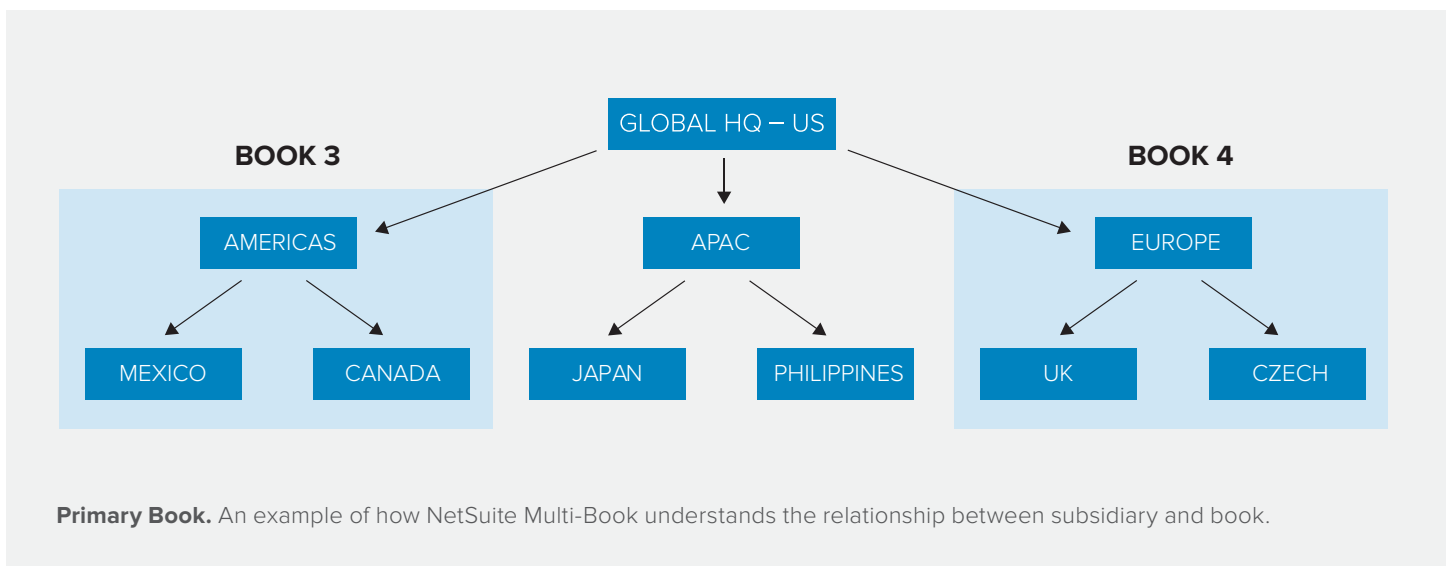 GLOBAL HQ – US
BOOK 3
BOOK 4
AMERICAS
APAC
EUROPE
MEXICO
CANADA
JAPAN
PHILIPPINES
UK
CZECH
Primary Book. An example of how NetSuite Multi-Book understands the relationship between subsidiary and book.